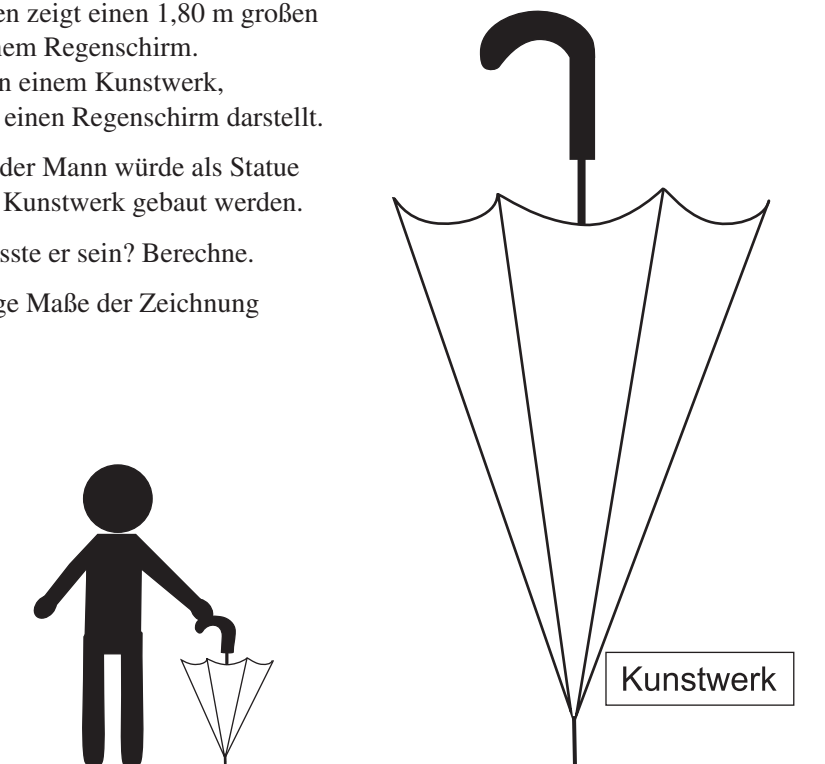 en zeigt einen 1,80 m großen
nem Regenschirm.
n einem Kunstwerk,
einen Regenschirm darstellt.
der Mann würde als Statue
Kunstwerk gebaut werden.
sste er sein? Berechne.
ge Maße der Zeichnung
Kunstwerk